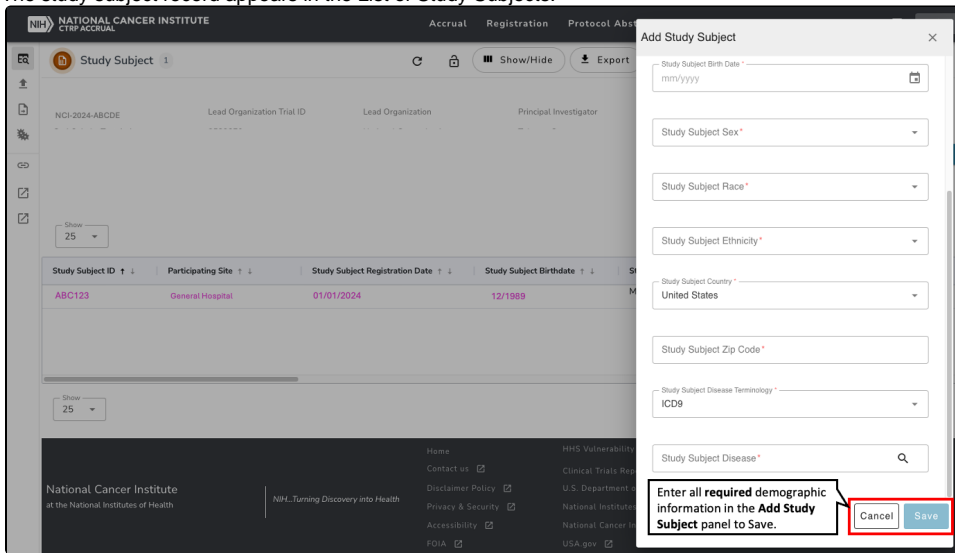 The study subject record appears in the List of Study Subjects.
NIH NATIONAL CANCER INSTITUTE
CTRP ACCRUAL
Accrual Registration Protocol Abst
Study Subject 1
Show/Hide
Export
NCI-2024-ABCDE
Lead Organization Trial ID
Lead Organization
Principal Investigator
Show
25
Study Subject ID ↑ ↓
Participating Site ↑ ↓
Study Subject Registration Date ↑ ↓
Study Subject Birthdate ↑ ↓
St
ABC123
General Hospital
01/01/2024
12/1989
M
Show
25
Add Study Subject
Study Subject Birth Date *
mm/yyyy
Study Subject Sex *
Study Subject Race *
Study Subject Ethnicity *
Study Subject Country *
United States
Study Subject Zip Code *
Study Subject Disease Terminology *
ICD9
Study Subject Disease *
Enter all required demographic
information in the Add Study
Subject panel to Save.
Cancel
Save
National Cancer Institute
at the National Institutes of Health
NIH...Turning Discovery into Health
Home
Contact us
Disclaimer Policy
Privacy & Security
Accessibility
FOIA
HHS Vulnerability
Clinical Trials Rep
U.S. Department o
National Institutes
National Cancer In
USA.gov